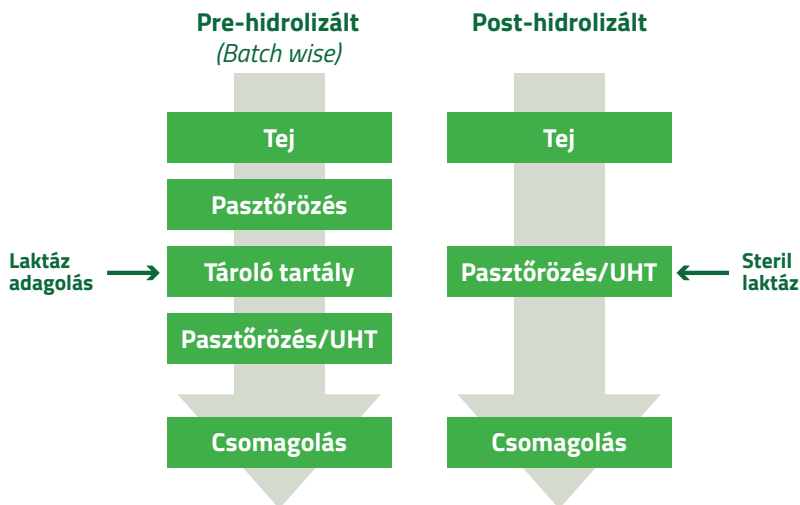 Pre-hidrolizált
(Batch wise)
Tej
Pasztőrözés
Laktáz
adagolás
Tároló tartály
Pasztőrözés/UHT
Csomagolás
Post-hidrolizált
Tej
Pasztőrözés/UHT
Steril
laktáz
Csomagolás